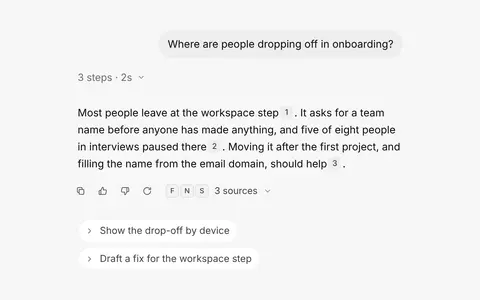 Where are people dropping off in onboarding?
3 steps · 2s
Most people leave at the workspace step 1 . It asks for a team
name before anyone has made anything, and five of eight people
in interviews paused there 2 . Moving it after the first project, and
filling the name from the email domain, should help 3 .
F N S 3 sources
Show the drop-off by device
Draft a fix for the workspace step